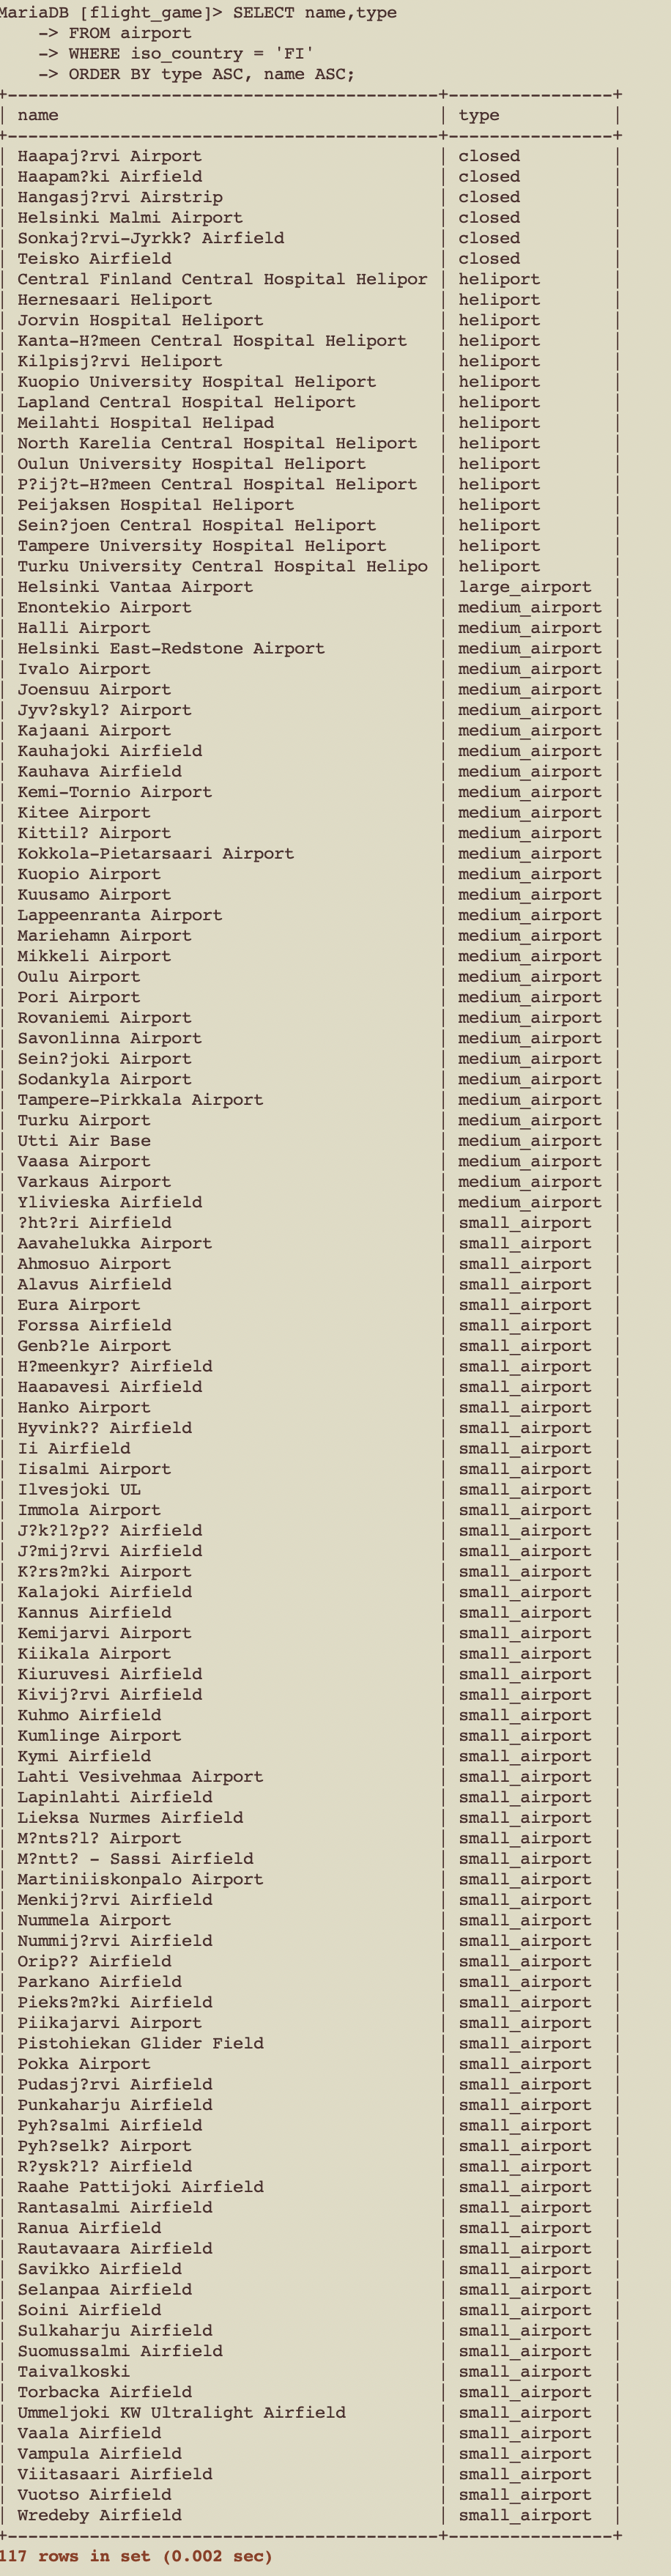 MariaDB [flight_game]> SELECT name,type
    -> FROM airport
    -> WHERE iso_country = 'FI'
    -> ORDER BY type ASC, name ASC;
+------------------------------------------+----------------+
| name                                     | type           |
+------------------------------------------+----------------+
| Haapaj?rvi Airport                       | closed         |
| Haapam?ki Airfield                       | closed         |
| Hangasj?rvi Airstrip                     | closed         |
| Helsinki Malmi Airport                   | closed         |
| Sonkaj?rvi-Jyrkk? Airfield               | closed         |
| Teisko Airfield                          | closed         |
| Central Finland Central Hospital Helipor | heliport       |
| Hernesaari Heliport                      | heliport       |
| Jorvin Hospital Heliport                 | heliport       |
| Kanta-H?meen Central Hospital Heliport   | heliport       |
| Kilpisj?rvi Heliport                     | heliport       |
| Kuopio University Hospital Heliport      | heliport       |
| Lapland Central Hospital Heliport        | heliport       |
| Meilahti Hospital Helipad                | heliport       |
| North Karelia Central Hospital Heliport  | heliport       |
| Oulun University Hospital Heliport       | heliport       |
| P?ij?t-H?meen Central Hospital Heliport  | heliport       |
| Peijaksen Hospital Heliport              | heliport       |
| Sein?joen Central Hospital Heliport      | heliport       |
| Tampere University Hospital Heliport     | heliport       |
| Turku University Central Hospital Helipo | heliport       |
| Helsinki Vantaa Airport                  | large_airport  |
| Enontekio Airport                        | medium_airport |
| Halli Airport                            | medium_airport |
| Helsinki East-Redstone Airport           | medium_airport |
| Ivalo Airport                            | medium_airport |
| Joensuu Airport                          | medium_airport |
| Jyv?skyl? Airport                        | medium_airport |
| Kajaani Airport                          | medium_airport |
| Kauhajoki Airfield                       | medium_airport |
| Kauhava Airfield                         | medium_airport |
| Kemi-Tornio Airport                      | medium_airport |
| Kitee Airport                            | medium_airport |
| Kittil? Airport                          | medium_airport |
| Kokkola-Pietarsaari Airport              | medium_airport |
| Kuopio Airport                           | medium_airport |
| Kuusamo Airport                          | medium_airport |
| Lappeenranta Airport                     | medium_airport |
| Mariehamn Airport                        | medium_airport |
| Mikkeli Airport                          | medium_airport |
| Oulu Airport                             | medium_airport |
| Pori Airport                             | medium_airport |
| Rovaniemi Airport                        | medium_airport |
| Savonlinna Airport                       | medium_airport |
| Sein?joki Airport                        | medium_airport |
| Sodankyla Airport                        | medium_airport |
| Tampere-Pirkkala Airport                 | medium_airport |
| Turku Airport                            | medium_airport |
| Utti Air Base                            | medium_airport |
| Vaasa Airport                            | medium_airport |
| Varkaus Airport                          | medium_airport |
| Ylivieska Airfield                       | medium_airport |
| ?ht?ri Airfield                          | small_airport  |
| Aavahelukka Airport                      | small_airport  |
| Ahmosuo Airport                          | small_airport  |
| Alavus Airfield                          | small_airport  |
| Eura Airport                             | small_airport  |
| Forssa Airfield                          | small_airport  |
| Genb?le Airport                          | small_airport  |
| H?meenkyr? Airfield                      | small_airport  |
| Haapavesi Airfield                       | small_airport  |
| Hanko Airport                            | small_airport  |
| Hyvink?? Airfield                        | small_airport  |
| Ii Airfield                              | small_airport  |
| Iisalmi Airport                          | small_airport  |
| Ilvesjoki UL                             | small_airport  |
| Immola Airport                           | small_airport  |
| J?k?l?p?? Airfield                       | small_airport  |
| J?mij?rvi Airfield                       | small_airport  |
| K?rs?m?ki Airport                        | small_airport  |
| Kalajoki Airfield                        | small_airport  |
| Kannus Airfield                          | small_airport  |
| Kemijarvi Airport                        | small_airport  |
| Kiikala Airport                          | small_airport  |
| Kiuruvesi Airfield                       | small_airport  |
| Kivij?rvi Airfield                       | small_airport  |
| Kuhmo Airfield                           | small_airport  |
| Kumlinge Airport                         | small_airport  |
| Kymi Airfield                            | small_airport  |
| Lahti Vesivehmaa Airport                 | small_airport  |
| Lapinlahti Airfield                      | small_airport  |
| Lieksa Nurmes Airfield                   | small_airport  |
| M?nts?l? Airport                         | small_airport  |
| M?ntt? - Sassi Airfield                  | small_airport  |
| Martiniiskonpalo Airport                 | small_airport  |
| Menkij?rvi Airfield                      | small_airport  |
| Nummela Airport                          | small_airport  |
| Nummij?rvi Airfield                      | small_airport  |
| Orip?? Airfield                          | small_airport  |
| Parkano Airfield                         | small_airport  |
| Pieks?m?ki Airfield                      | small_airport  |
| Piikajarvi Airport                       | small_airport  |
| Pistohiekan Glider Field                 | small_airport  |
| Pokka Airport                            | small_airport  |
| Pudasj?rvi Airfield                      | small_airport  |
| Punkaharju Airfield                      | small_airport  |
| Pyh?salmi Airfield                       | small_airport  |
| Pyh?selk? Airport                        | small_airport  |
| R?ysk?l? Airfield                        | small_airport  |
| Raahe Pattijoki Airfield                 | small_airport  |
| Rantasalmi Airfield                      | small_airport  |
| Ranua Airfield                           | small_airport  |
| Rautavaara Airfield                      | small_airport  |
| Savikko Airfield                         | small_airport  |
| Selanpaa Airfield                        | small_airport  |
| Soini Airfield                           | small_airport  |
| Sulkaharju Airfield                      | small_airport  |
| Suomussalmi Airfield                     | small_airport  |
| Taivalkoski                              | small_airport  |
| Torbacka Airfield                        | small_airport  |
| Ummeljoki KW Ultralight Airfield         | small_airport  |
| Vaala Airfield                           | small_airport  |
| Vampula Airfield                         | small_airport  |
| Viitasaari Airfield                      | small_airport  |
| Vuotso Airfield                          | small_airport  |
| Wredeby Airfield                         | small_airport  |
+------------------------------------------+----------------+
117 rows in set (0.002 sec)